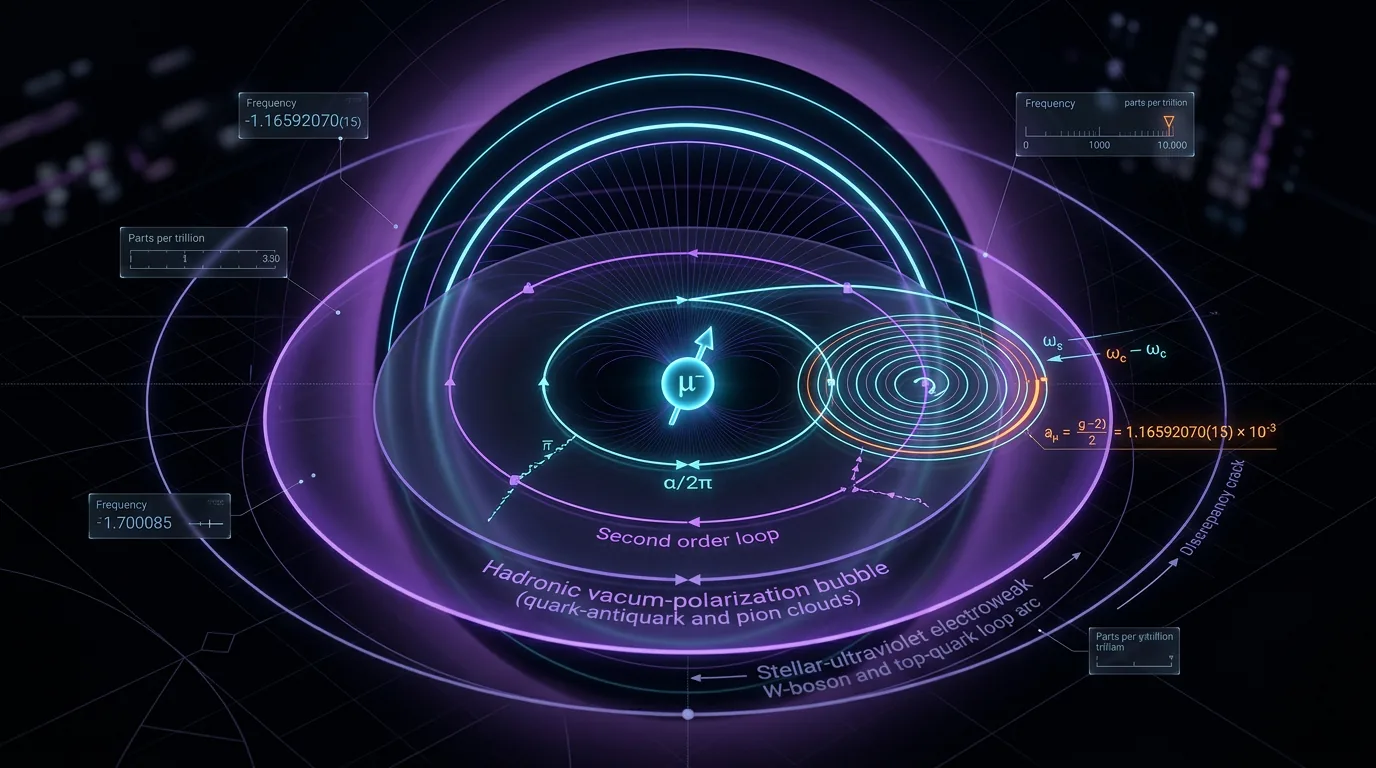 Frequency
-1.16592070(15)
Frequency parts per trillion
0 1000 10.000
Parts per trillion
1 3.30
ω_s
ω_c − ω_c
μ⁻
a_μ = g−2) / 2 = 1.16592070(15) × 10⁻³
π̅
α/2π
Discrepancy crack
Frequency
-1.700085
Second order loop
Hadronic vacum-polarization bubble
(quark-antiquark and pion clouds)
Stellar-ultraviolet electroweak
W-boson and top-quark loop arc
Parts per